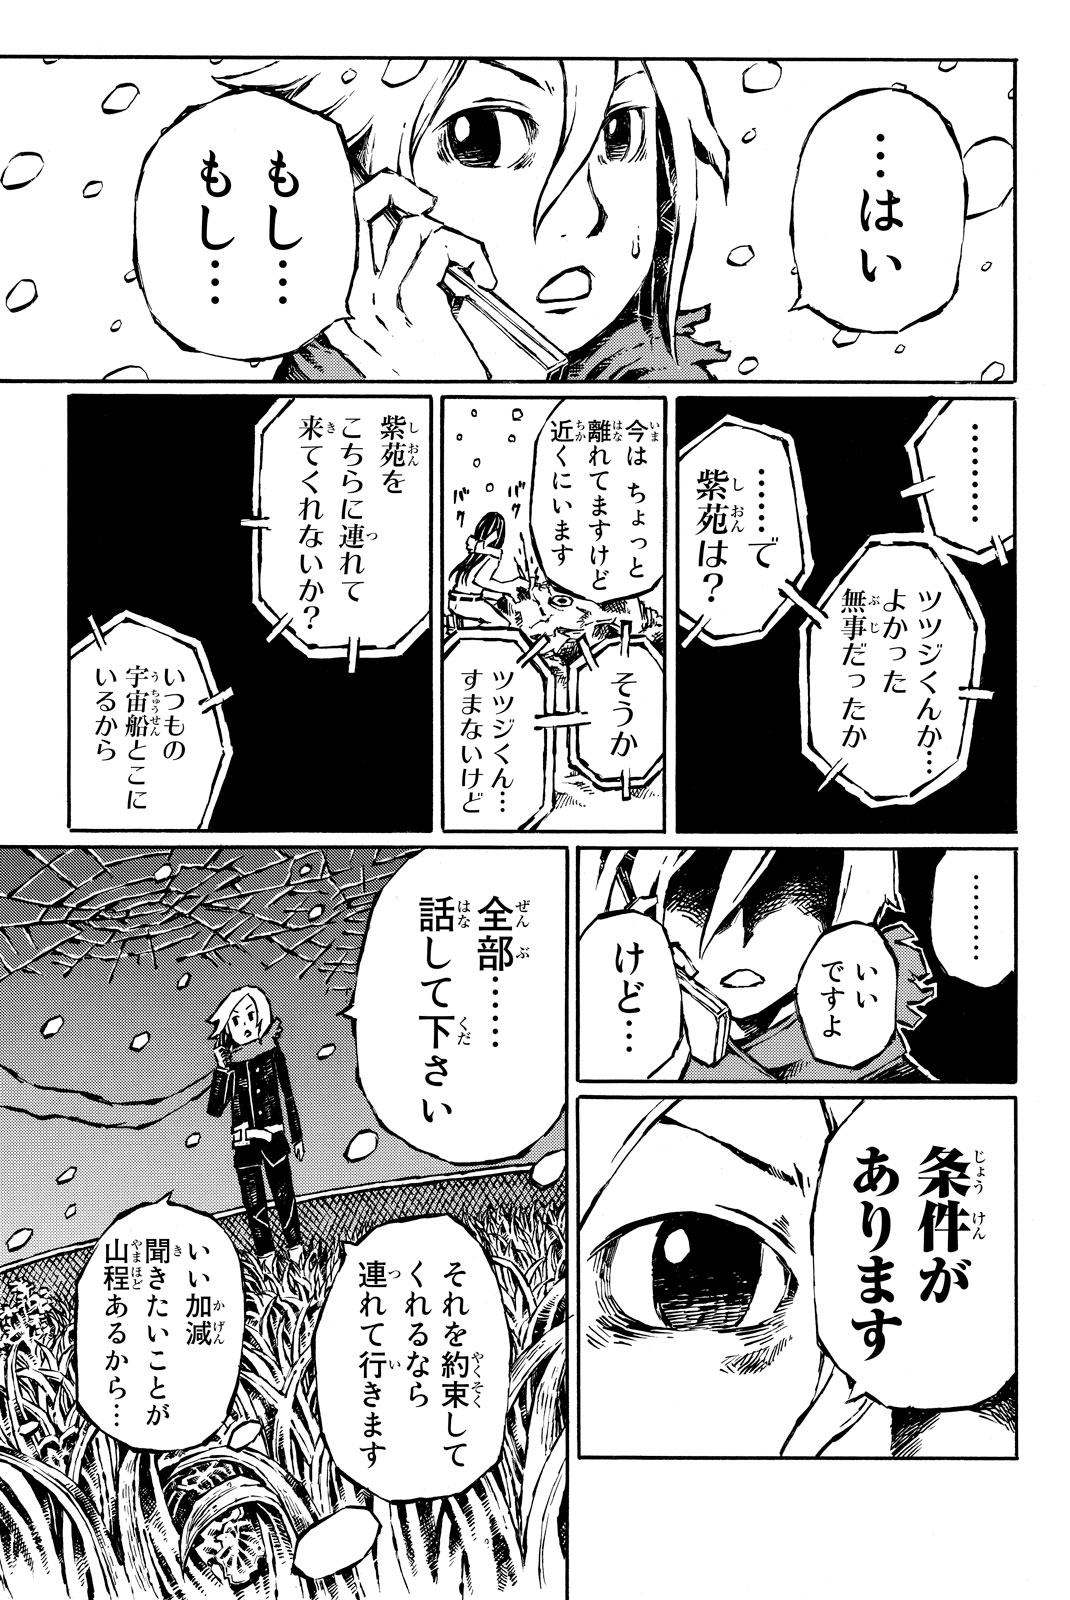 …はい
もし…
もし…
………
ツツジくんか…
よかった
無事だったか
……で
紫苑は？
今は ちょっと
離れてますけど
近くにいます
そうか
ツツジくん…
すまないけど
紫苑を
こちらに連れて
来てくれないか？
いつもの
宇宙船とこに
いるから
………
いい
ですよ
けど…
条件が
あります
全部……
話して下さい
それを約束して
くれるなら
連れて行きます
いい加減
聞きたいことが
山程あるから…